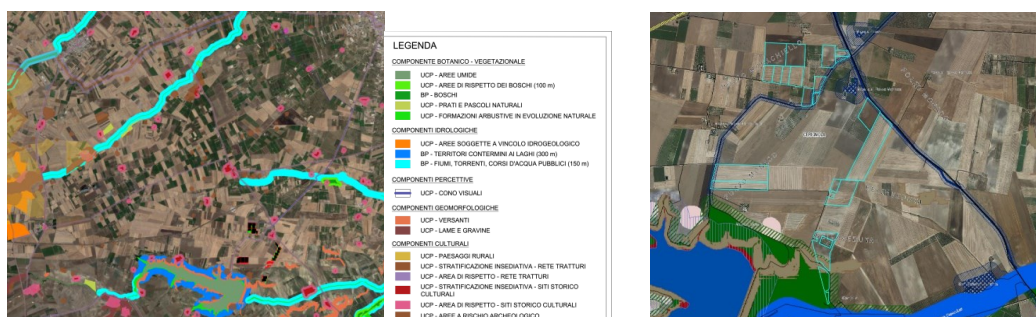 LEGENDA
COMPONENTE BOTANICO - VEGETAZIONALE
UCP - AREE UMIDE
UCP - AREE DI RISPETTO DEI BOSCHI (100 m)
BP - BOSCHI
UCP - PRATI E PASCOLI NATURALI
UCP - FORMAZIONI ARBUSTIVE IN EVOLUZIONE NATURALE
COMPONENTI IDROLOGICHE
UCP - AREE SOGGETTE A VINCOLO IDROGEOLOGICO
BP - TERRITORI CONTERMINI AI LAGHI (300 m)
BP - FIUMI, TORRENTI, CORSI D'ACQUA PUBBLICI (150 m)
COMPONENTI PERCETTIVE
UCP - CONO VISUALI
COMPONENTI GEOMORFOLOGICHE
UCP - VERSANTI
UCP - LAME E GRAVINE
COMPONENTI CULTURALI
UCP - PAESAGGI RURALI
UCP - STRATIFICAZIONE INSEDIATIVA - RETE TRATTURI
UCP - AREA DI RISPETTO - RETE TRATTURI
UCP - STRATIFICAZIONE INSEDIATIVA - SITI STORICO
CULTURALI
UCP - AREA DI RISPETTO - SITI STORICO CULTURALI
UCP - AREE A RISCHIO ARCHEOLOGICO